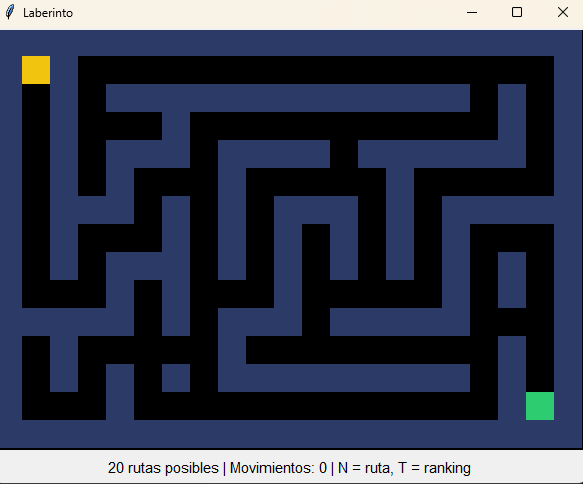 Laberinto
20 rutas posibles | Movimientos: 0 | N = ruta, T = ranking